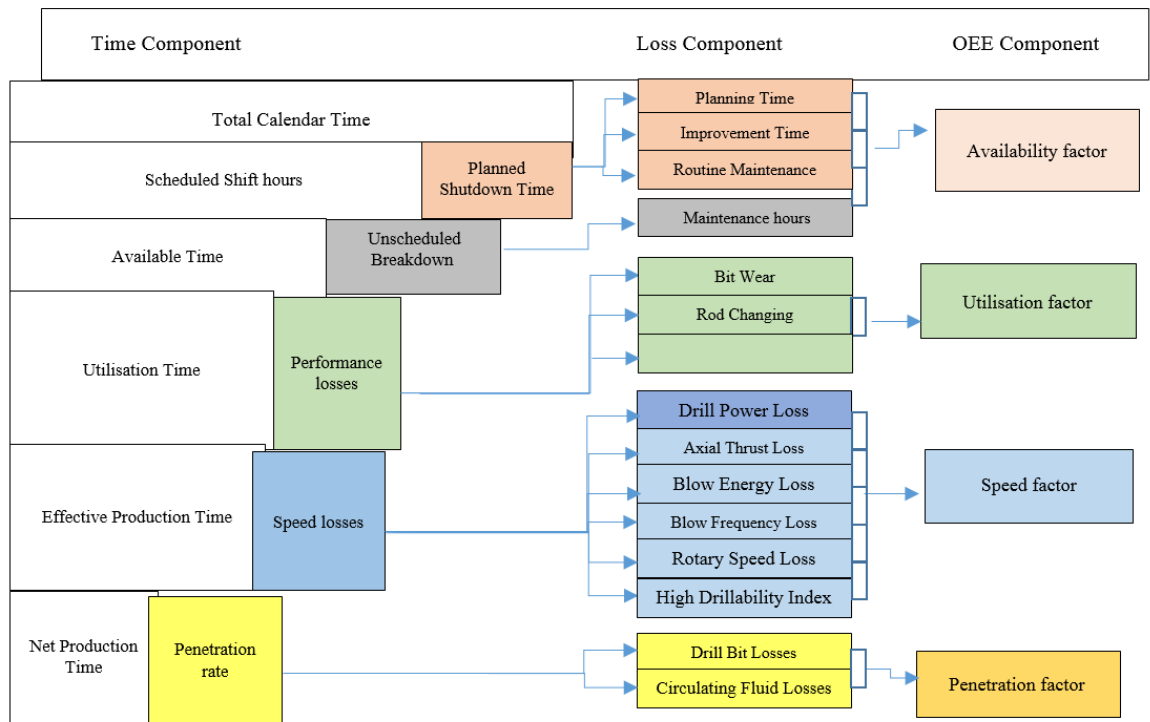 Time Component
Loss Component
OEE Component
Total Calendar Time
Planning Time
Improvement Time
Routine Maintenance
Availability factor
Scheduled Shift hours
Planned
Shutdown Time
Maintenance hours
Available Time
Unscheduled
Breakdown
Bit Wear
Rod Changing
Utilisation factor
Utilisation Time
Performance
losses
Drill Power Loss
Axial Thrust Loss
Blow Energy Loss
Blow Frequency Loss
Rotary Speed Loss
High Drillability Index
Speed factor
Effective Production Time
Speed losses
Net Production
Time
Penetration
rate
Drill Bit Losses
Circulating Fluid Losses
Penetration factor